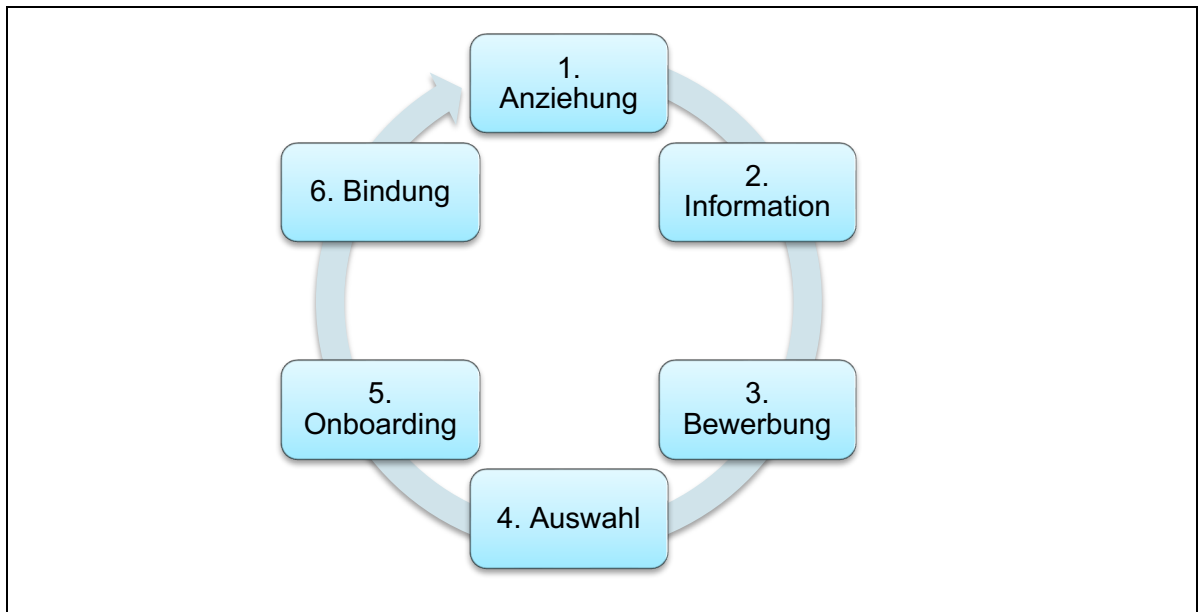 1.
Anziehung
2.
Information
3.
Bewerbung
4. Auswahl
5.
Onboarding
6. Bindung